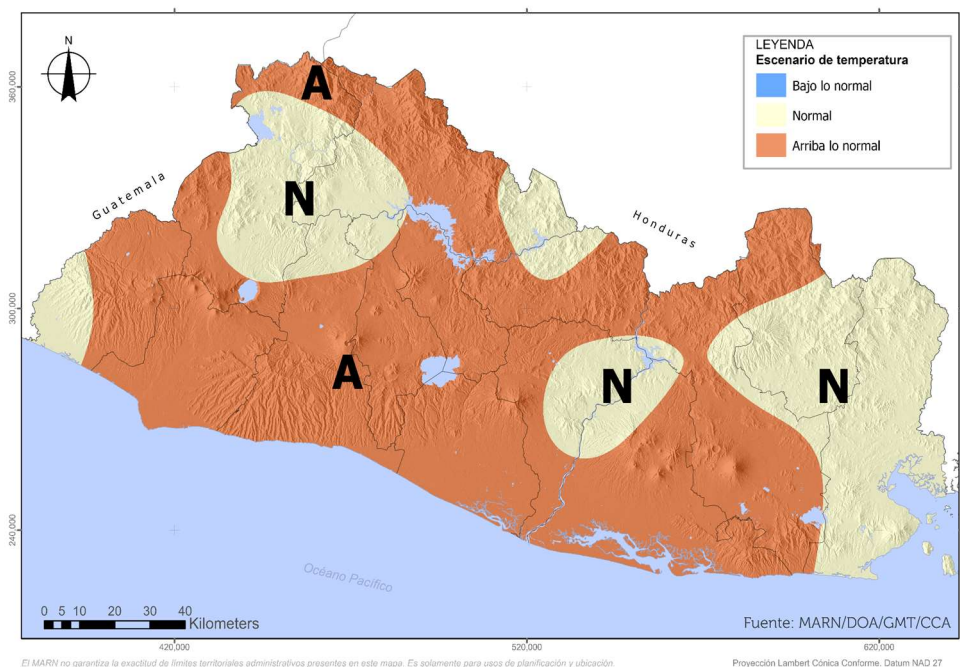 N
LEYENDA
Escenario de temperatura
Bajo lo normal
Normal
Arriba lo normal
360,000
300,000
240,000
A
N
A
N
N
Guatemala
Honduras
Océano Pacífico
0 5 10 20 30 40
Kilometers
Fuente: MARN/DOA/GMT/CCA
420,000
520,000
620,000
El MARN no garantiza la exactitud de límites territoriales administrativos presentes en este mapa. Es solamente para usos de planificación y ubicación.
Proyección Lambert Cónica Conforme. Datum NAD 27